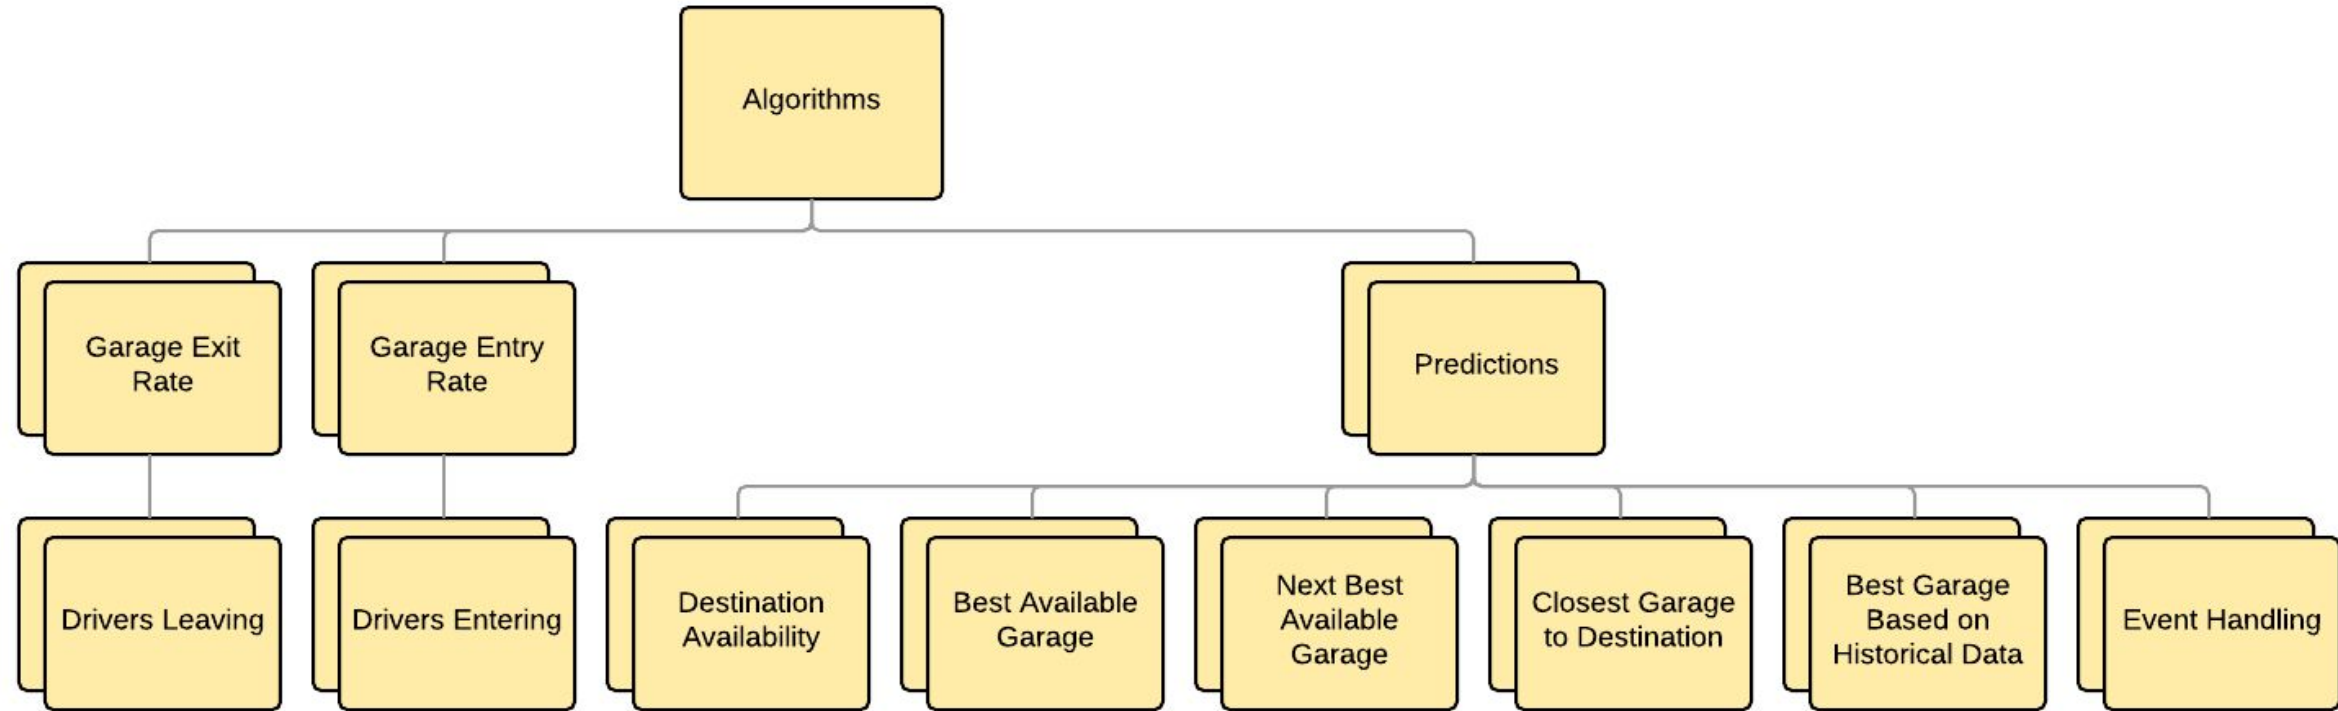 Algorithms
Garage Exit
Rate
Garage Entry
Rate
Predictions
Drivers Leaving
Drivers Entering
Destination
Availability
Best Available
Garage
Next Best
Available
Garage
Closest Garage
to Destination
Best Garage
Based on
Historical Data
Event Handling